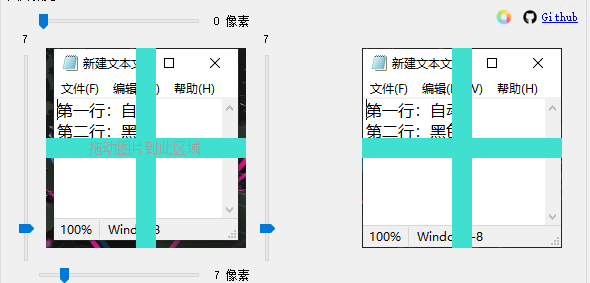 0 像素
Github
7
7
新建文本文
文件(F) 编辑 帮助(H)
第一行: 自
第二行: 黑
拖动图片到此区域
100% Wind 8
7 像素
新建文本文
文件(F) 编辑( V) 帮助(H)
第一行: 自动
第二行: 黑色
100% Windo -8